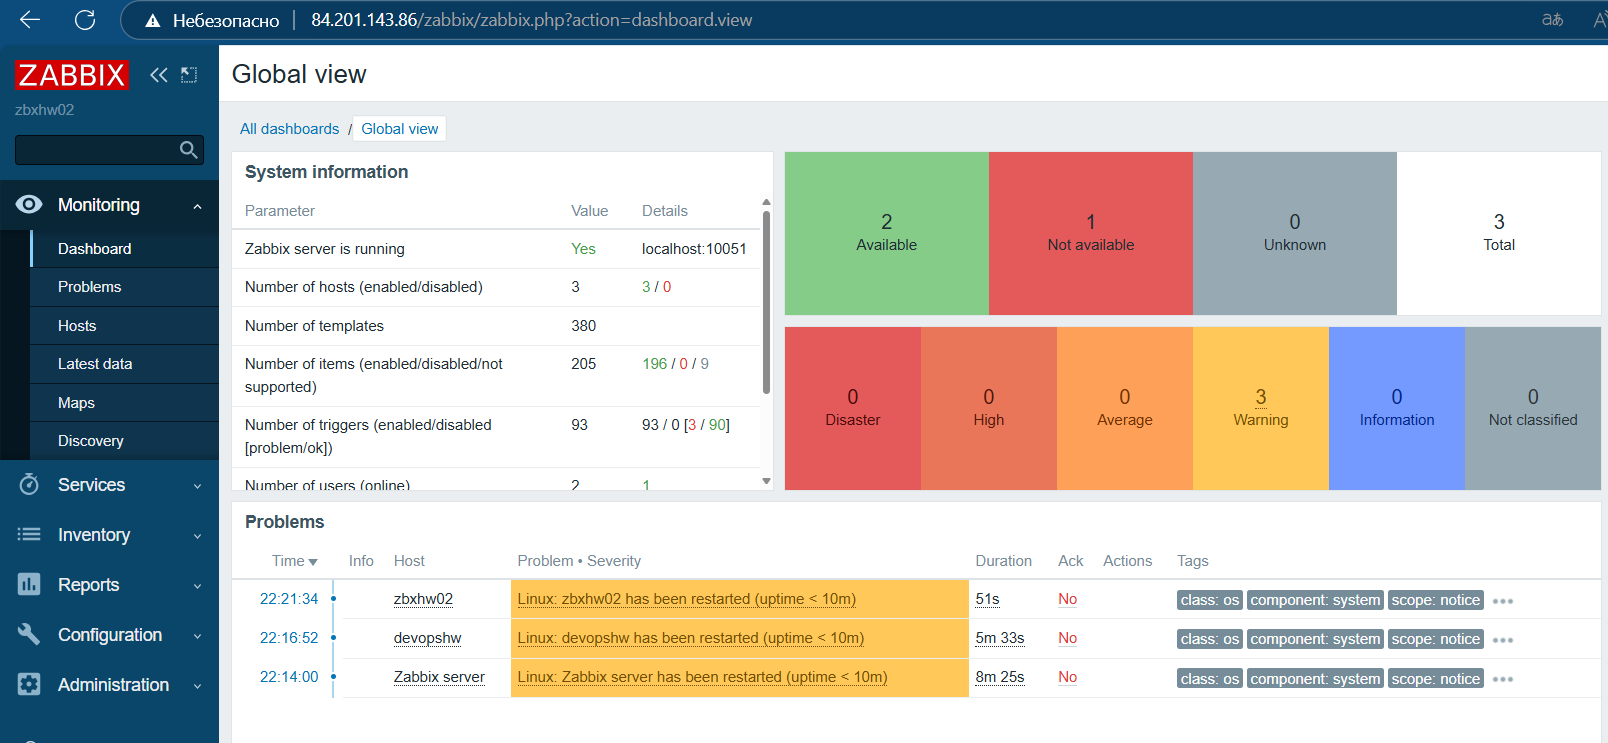 Небезопасно 84.201.143.86/zabbix/zabbix.php?action=dashboard.view
ZABBIX
zbxhw02
Monitoring
Dashboard
Problems
Hosts
Latest data
Maps
Discovery
Services
Inventory
Reports
Configuration
Administration
Global view
All dashboards / Global view
System information
Parameter Value Details
Zabbix server is running Yes localhost:10051
Number of hosts (enabled/disabled) 3 3 / 0
Number of templates 380
Number of items (enabled/disabled/not 205 196 / 0 / 9
supported)
Number of triggers (enabled/disabled 93 93 / 0 [3 / 90]
[problem/ok])
Number of users (online) 2 1
2 1 0 3
Available Not available Unknown Total
0 0 0 3 0 0
Disaster High Average Warning Information Not classified
Problems
Time Info Host Problem • Severity Duration Ack Actions Tags
22:21:34 zbxhw02 Linux: zbxhw02 has been restarted (uptime < 10m) 51s No class: os component: system scope: notice
22:16:52 devopshw Linux: devopshw has been restarted (uptime < 10m) 5m 33s No class: os component: system scope: notice
22:14:00 Zabbix server Linux: Zabbix server has been restarted (uptime < 10m) 8m 25s No class: os component: system scope: notice